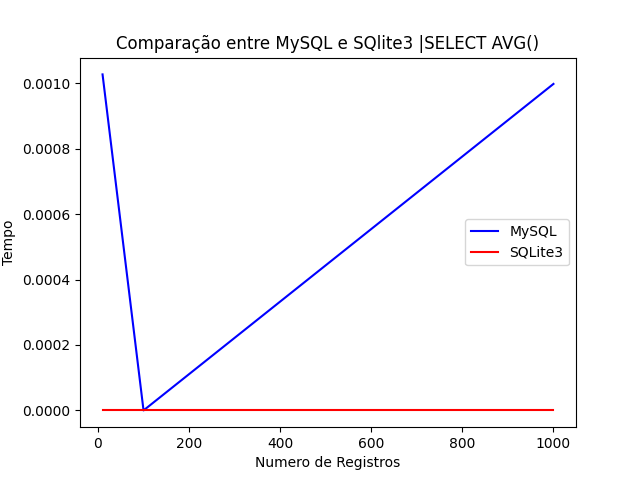 Comparação entre MySQL e SQlite3 |SELECT AVG()
0.0010
0.0008
0.0006
0.0004
0.0002
0.0000
Tempo
MySQL
SQLite3
0 200 400 600 800 1000
Numero de Registros